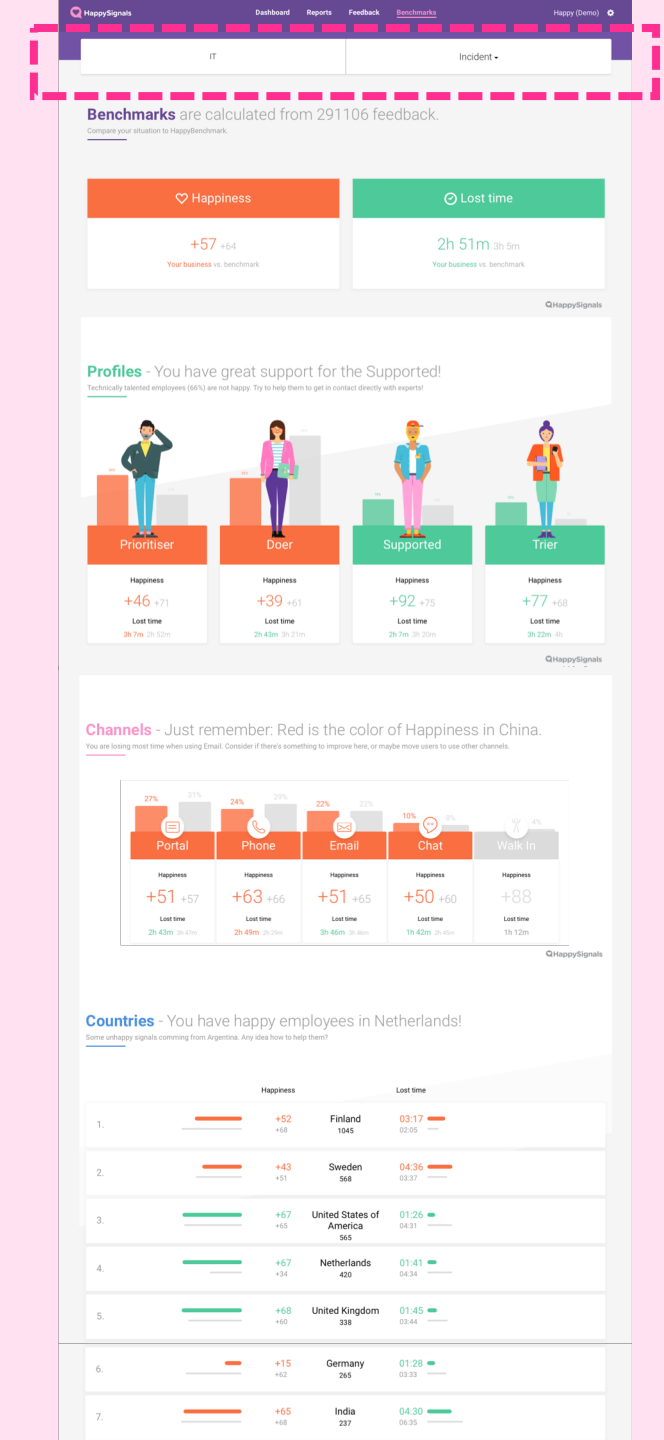 HappySignals Dashboard Reports Feedback Benchmarks Happy (Demo)
IT Incident
Benchmarks are calculated from 291106 feedback.
Compare your situation to HappyBenchmark.
Happiness Lost time
+57 +64 2h 51m 3h 5m
Your business vs. benchmark Your business vs. benchmark
HappySignals
Profiles - You have great support for the Supported!
Technically talented employees (66%) are not happy. Try to help them to get in contact directly with experts!
Prioritiser Doer Supported Trier
Happiness Happiness Happiness Happiness
+46 +71 +39 +61 +92 +75 +77 +68
Lost time Lost time Lost time Lost time
3h 7m 2h 52m 2h 43m 3h 21m 2h 7m 3h 20m 3h 22m 4h
HappySignals
Channels - Just remember: Red is the color of Happiness in China.
You are losing most time when using Email. Consider if there's something to improve here, or maybe move users to use other channels.
27% 31% 24% 29% 22% 22% 10% 4%
Portal Phone Email Chat Walk In
Happiness Happiness Happiness Happiness Happiness
+51 +57 +63 +66 +51 +65 +50 +60 +88
Lost time Lost time Lost time Lost time Lost time
2h 43m 3h 47m 2h 49m 3h 46m 3h 46m 1h 42m 1h 12m
HappySignals
Countries - You have happy employees in Netherlands!
Some unhappy signals comming from Argentina. Any idea how to help them?
Happiness Lost time
1. +52 Finland 03:17
+68 1045 02:05
2. +43 Sweden 04:36
+51 568 03:37
3. +67 United States of 01:26
+65 America 04:31
565
4. +67 Netherlands 01:41
+34 420 04:34
5. +68 United Kingdom 01:45
+60 338 03:44
6. +15 Germany 01:28
+62 265 03:33
7. +65 India 04:30
+68 237 06:35